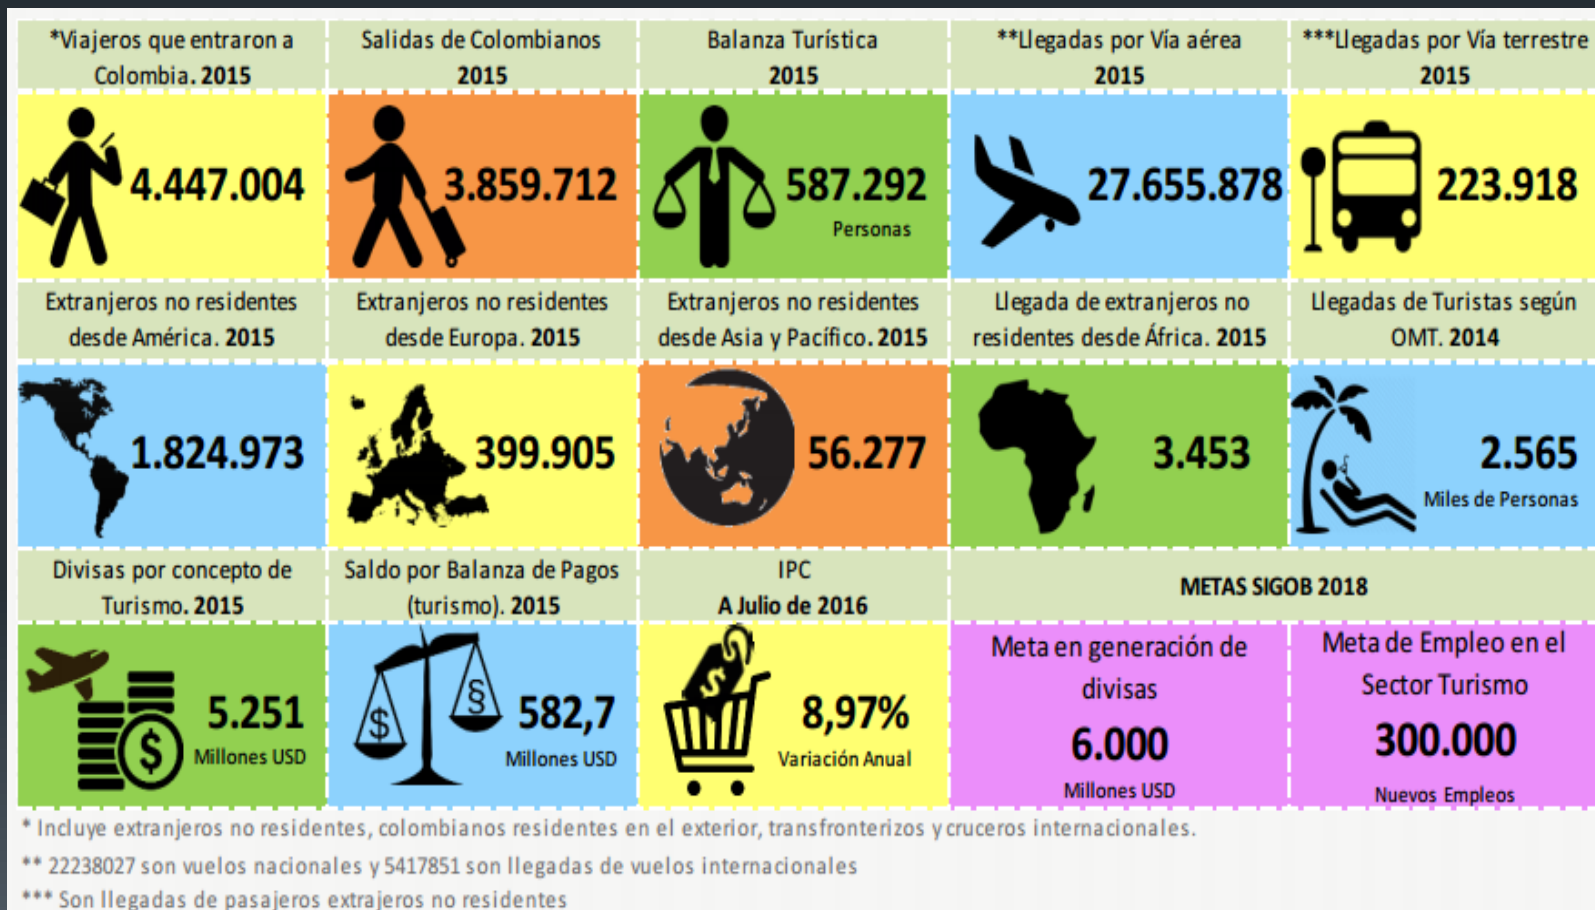 *Viajeros que entraron a
Colombia. 2015
Salidas de Colombianos
2015
Balanza Turística
2015
**Llegadas por Vía aérea
2015
***Llegadas por Vía terrestre
2015
4.447.004
3.859.712
587.292
Personas
27.655.878
223.918
Extranjeros no residentes
desde América. 2015
Extranjeros no residentes
desde Europa. 2015
Extranjeros no residentes
desde Asia y Pacífico. 2015
Llegada de extranjeros no
residentes desde África. 2015
Llegadas de Turistas según
OMT. 2014
1.824.973
399.905
56.277
3.453
2.565
Miles de Personas
Divisas por concepto de
Turismo. 2015
Saldo por Balanza de Pagos
(turismo). 2015
IPC
A Julio de 2016
METAS SIGOB 2018
$
5.251
Millones USD
$ §
582,7
Millones USD
$
8,97%
Variación Anual
Meta en generación de
divisas
6.000
Millones USD
Meta de Empleo en el
Sector Turismo
300.000
Nuevos Empleos
* Incluye extranjeros no residentes, colombianos residentes en el exterior, transfronterizos y cruceros internacionales.
** 22238027 son vuelos nacionales y 5417851 son llegadas de vuelos internacionales
*** Son llegadas de pasajeros extrajeros no residentes